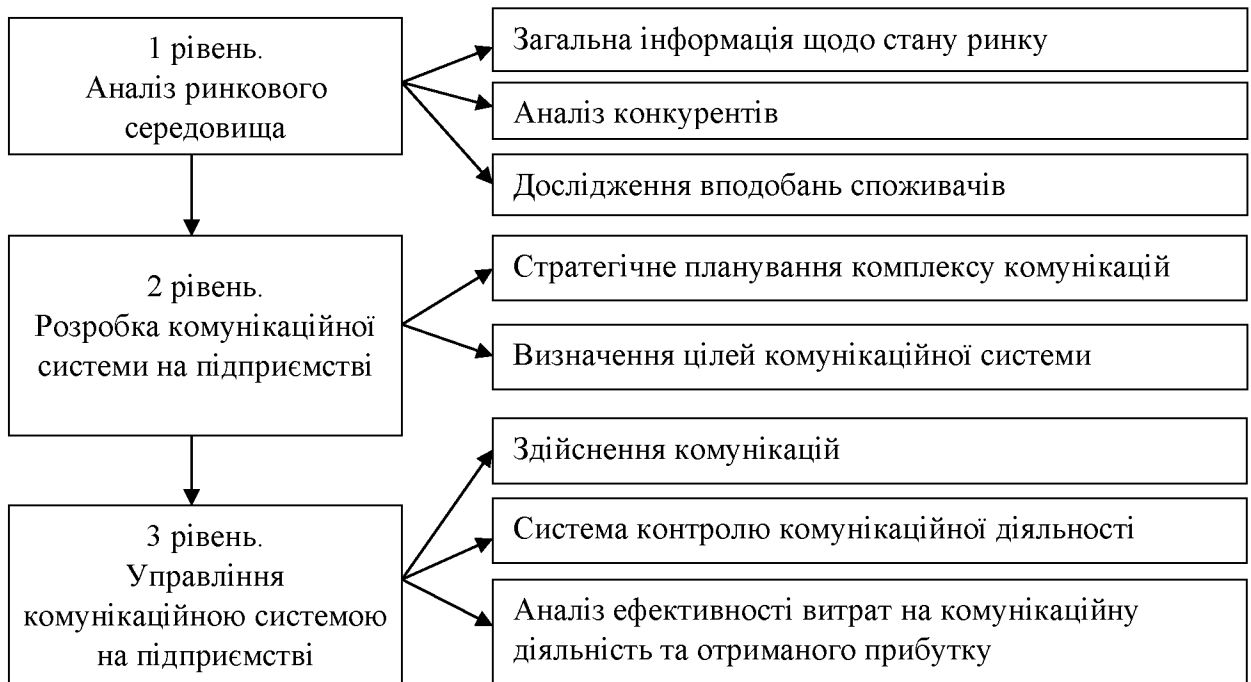 1 рівень.
Аналіз ринкового
середовища
Загальна інформація щодо стану ринку
Аналіз конкурентів
Дослідження вподобань споживачів
2 рівень.
Розробка комунікаційної
системи на підприємстві
Стратегічне планування комплексу комунікацій
Визначення цілей комунікаційної системи
3 рівень.
Управління
комунікаційною системою
на підприємстві
Здійснення комунікацій
Система контролю комунікаційної діяльності
Аналіз ефективності витрат на комунікаційну
діяльність та отриманого прибутку